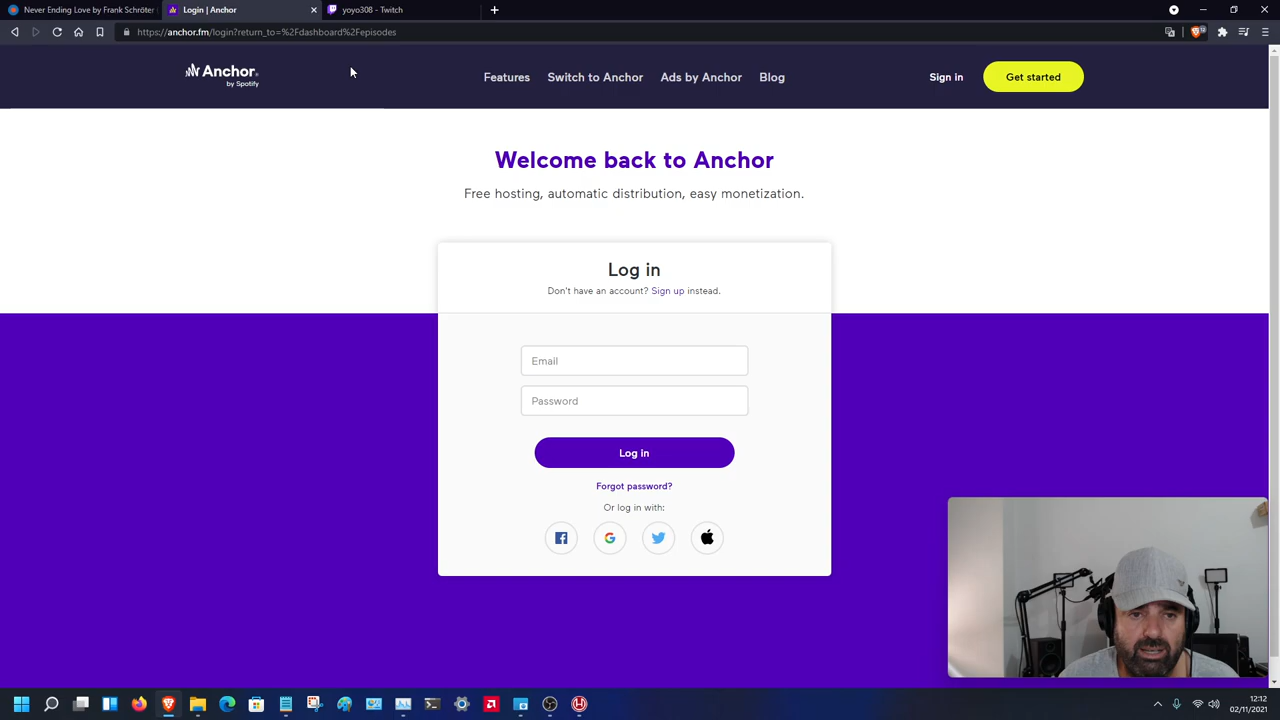 Never Ending Love by Frank Schröter
Login | Anchor
yoyo308 - Twitch
https://anchor.fm/login?return_to=%2Fdashboard%2Fepisodes
Anchor
by Spotify
Features
Switch to Anchor
Ads by Anchor
Blog
Sign in
Get started
Welcome back to Anchor
Free hosting, automatic distribution, easy monetization.
Log in
Don't have an account? Sign up instead.
Email
Password
Log in
Forgot password?
Or log in with:
12:12
02/11/2021